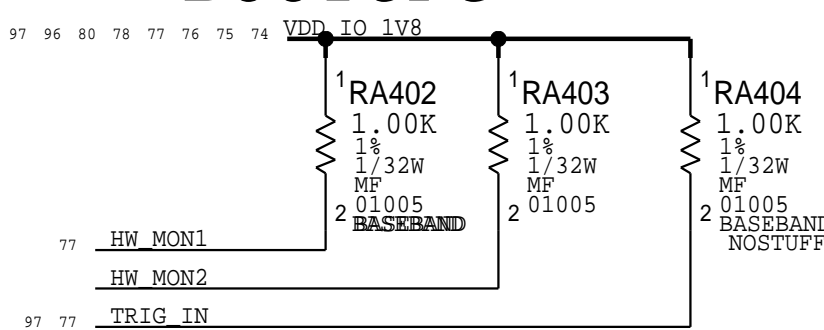 97 96 80 78 77 76 75 74 VDD_IO_1V8
1 RA402
1.00K
1%
1/32W
MF
2 01005
BASEBAND
1 RA403
1.00K
1%
1/32W
MF
2 01005
1 RA404
1.00K
1%
1/32W
MF
2 01005
BASEBAND
NOSTUFF
77 HW_MON1
HW_MON2
97 77 TRIG_IN